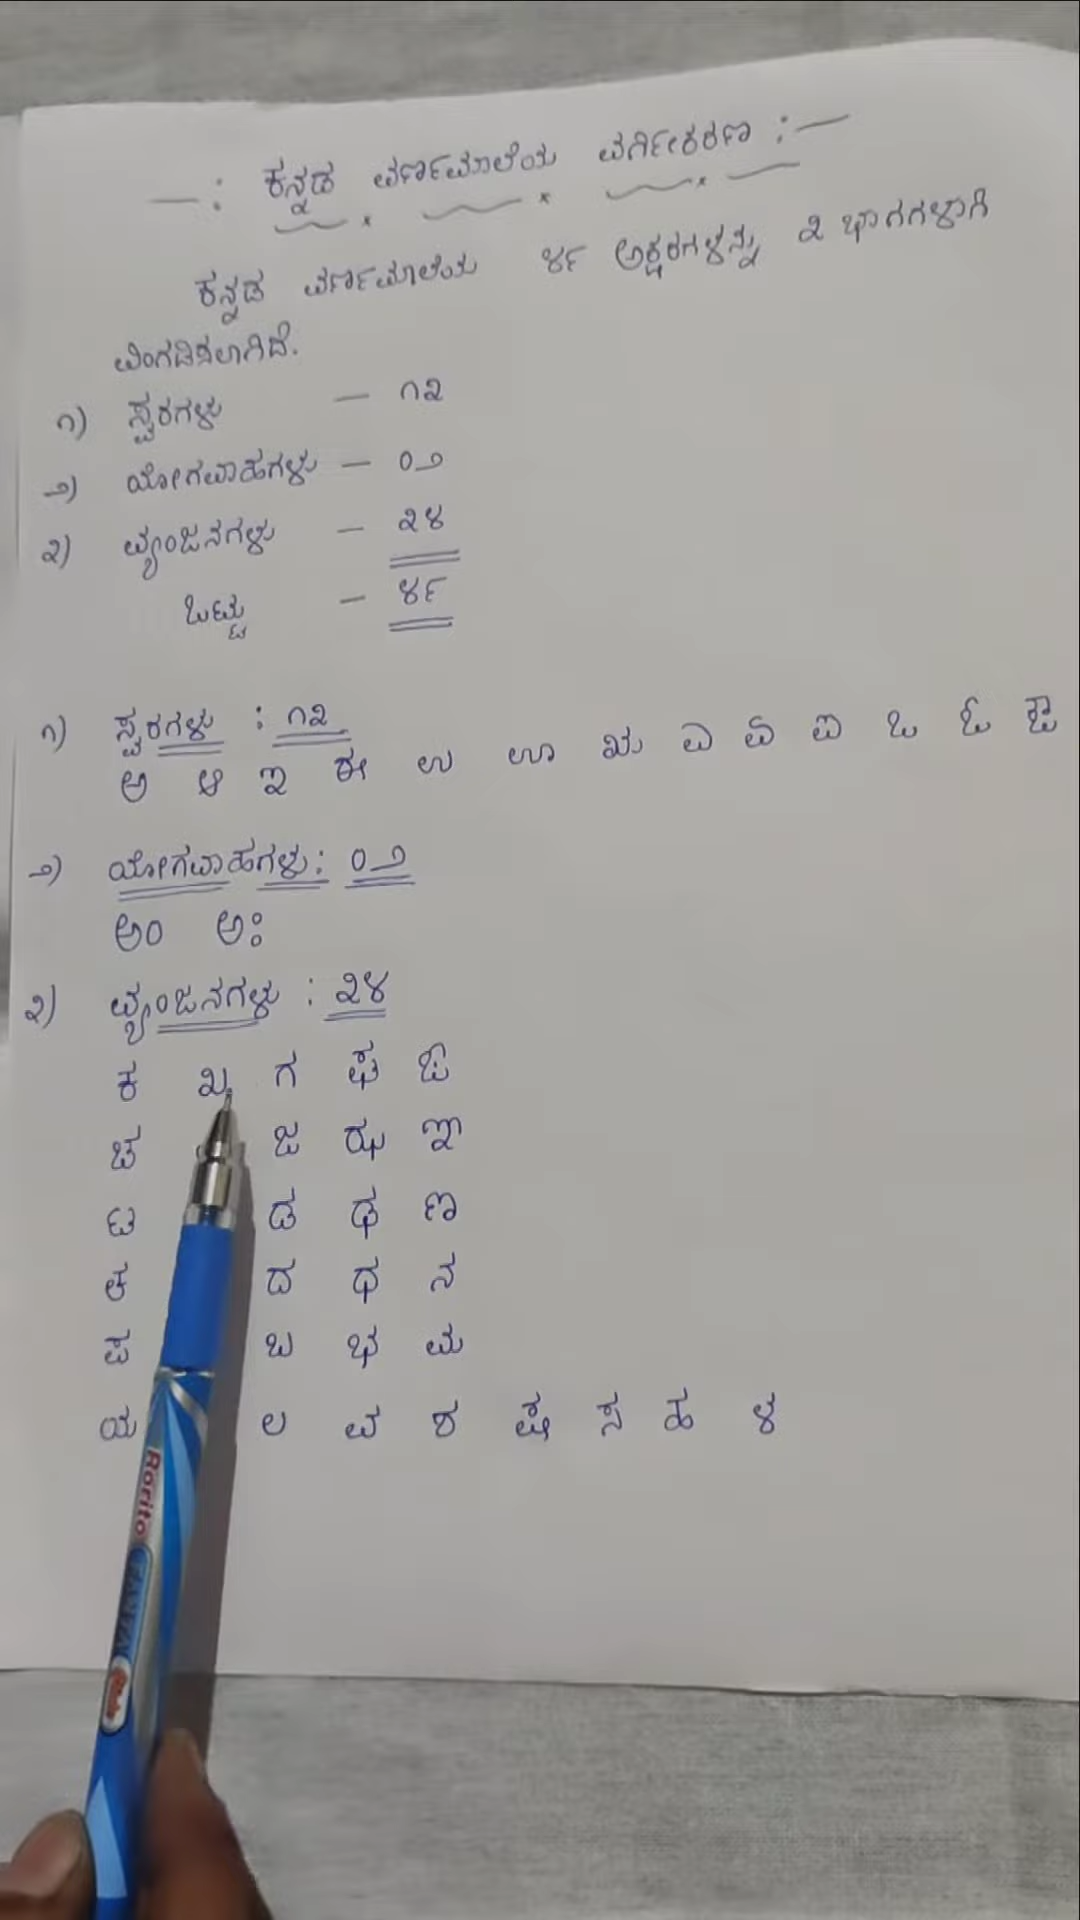 —: ಕನ್ನಡ ವರ್ಣಮಾಲೆಯ ವರ್ಗೀಕರಣ :—
ಕನ್ನಡ ವರ್ಣಮಾಲೆಯ ೪೯ ಅಕ್ಷರಗಳನ್ನು ೩ ಭಾಗಗಳಾಗಿ
ವಿಂಗಡಿಸಲಾಗಿದೆ.
೧) ಸ್ವರಗಳು — ೧೩
೨) ಯೋಗವಾಹಗಳು — ೦೨
೩) ವ್ಯಂಜನಗಳು — ೩೪
ಒಟ್ಟು — ೪೯
೧) ಸ್ವರಗಳು : ೧೩
ಅ ಆ ಇ ಈ ಉ ಊ ಋ ಎ ಏ ಐ ಒ ಓ ಔ
೨) ಯೋಗವಾಹಗಳು : ೦೨
ಅಂ ಅಃ
೩) ವ್ಯಂಜನಗಳು : ೩೪
ಕ ಖ ಗ ಘ ಙ
ಚ ಜ ಝ ಞ
ಟ ಡ ಢ ಣ
ತ ದ ಧ ನ
ಪ ಬ ಭ ಮ
ಯ ಲ ವ ಶ ಷ ಸ ಹ ಳ
Rorito